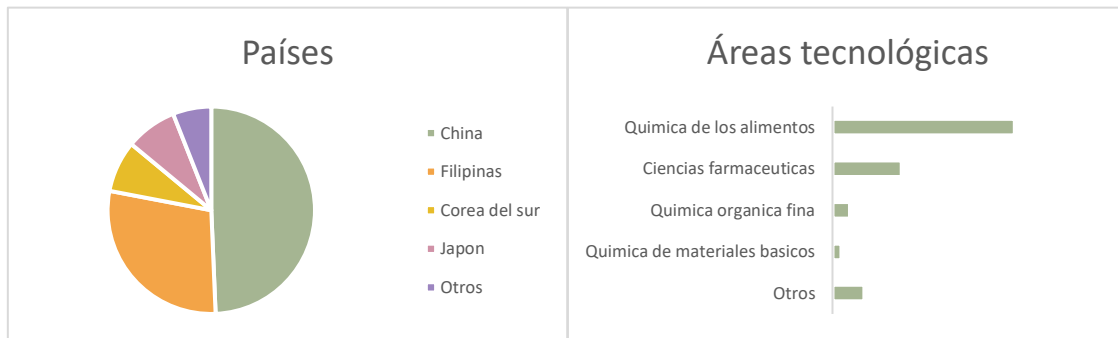 Países
China
Filipinas
Corea del sur
Japon
Otros
Áreas tecnológicas
Quimica de los alimentos
Ciencias farmaceuticas
Quimica organica fina
Quimica de materiales basicos
Otros